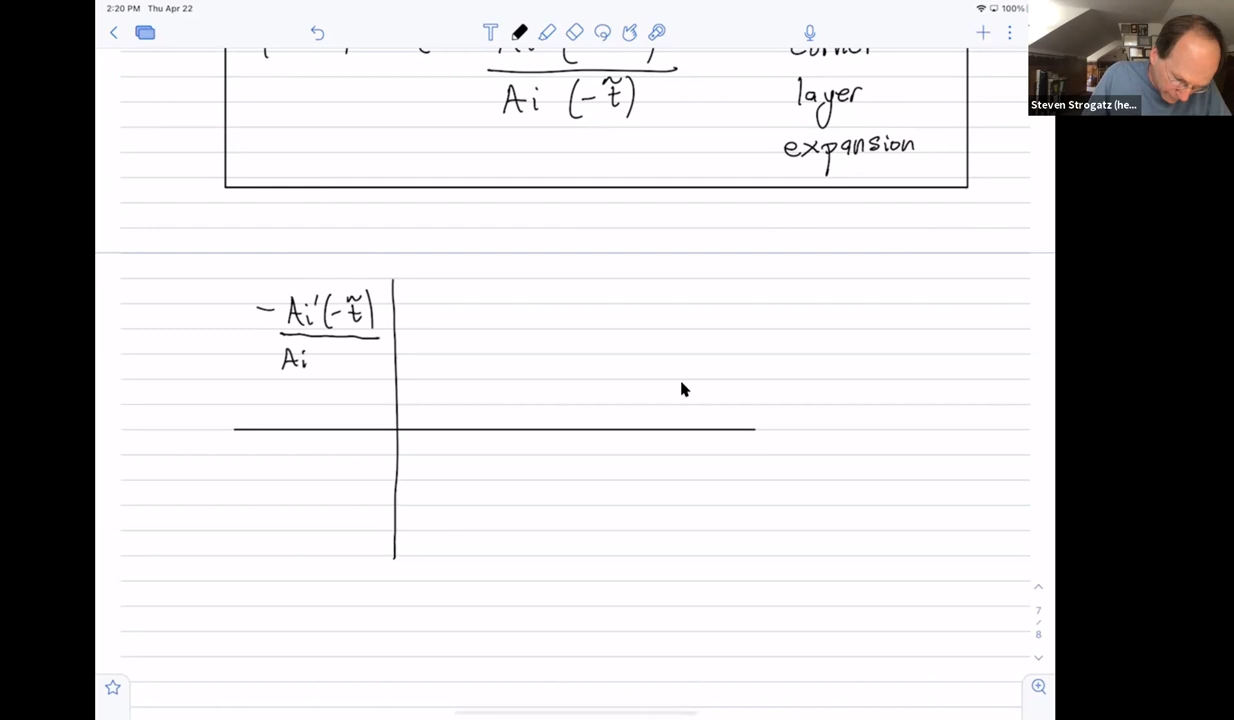 2:20 PM Thu Apr 22
100%
T
Steven Strogatz (he...
Ai (-t̃)
layer
expansion
- Ai'(-t̃)
Ai
7
/
8